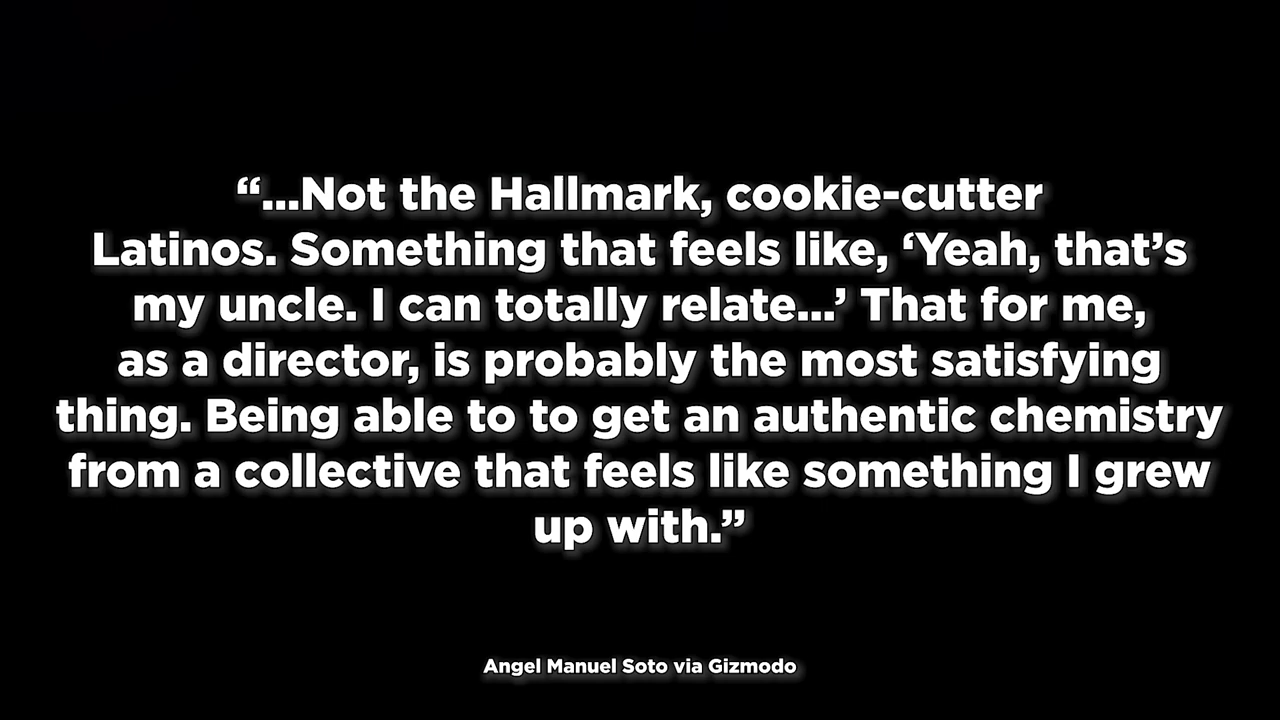 “...Not the Hallmark, cookie-cutter
Latinos. Something that feels like, ‘Yeah, that’s
my uncle. I can totally relate...’ That for me,
as a director, is probably the most satisfying
thing. Being able to to get an authentic chemistry
from a collective that feels like something I grew
up with.”
Angel Manuel Soto via Gizmodo